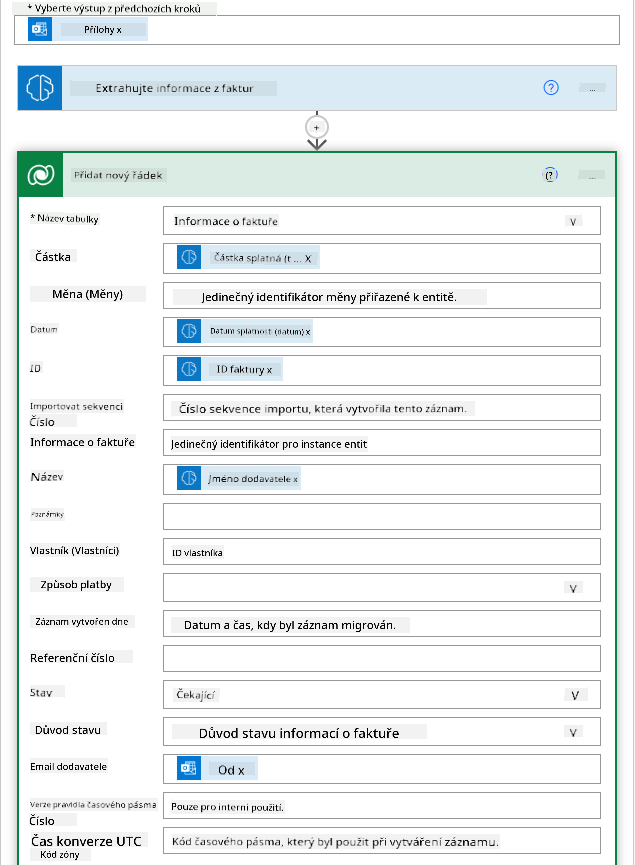 * Vyberte výstup z předchozích kroků
Přílohy x
Extrahujte informace z faktur
?
...
+
Přidat nový řádek
(?
...
* Název tabulky
Informace o faktuře
V
Částka
Částka splatná (t ... X
Měna (Měny)
Jedinečný identifikátor měny přiřazené k entitě.
Datum
Datum splatnosti (datum) x
ID
ID faktury x
Importovat sekvenci
Číslo
Číslo sekvence importu, která vytvořila tento záznam.
Informace o faktuře
Jedinečný identifikátor pro instance entit
Název
Jméno dodavatele x
Poznámky
Vlastník (Vlastníci)
ID vlastníka
Způsob platby
V
Záznam vytvořen dne
Datum a čas, kdy byl záznam migrován.
Referenční číslo
Stav
Čekající
V
Důvod stavu
Důvod stavu informací o faktuře
V
Email dodavatele
Od x
Verze pravidla časového pásma
Číslo
Pouze pro interní použití.
Čas konverze UTC
Kód zóny
Kód časového pásma, který byl použit při vytváření záznamu.